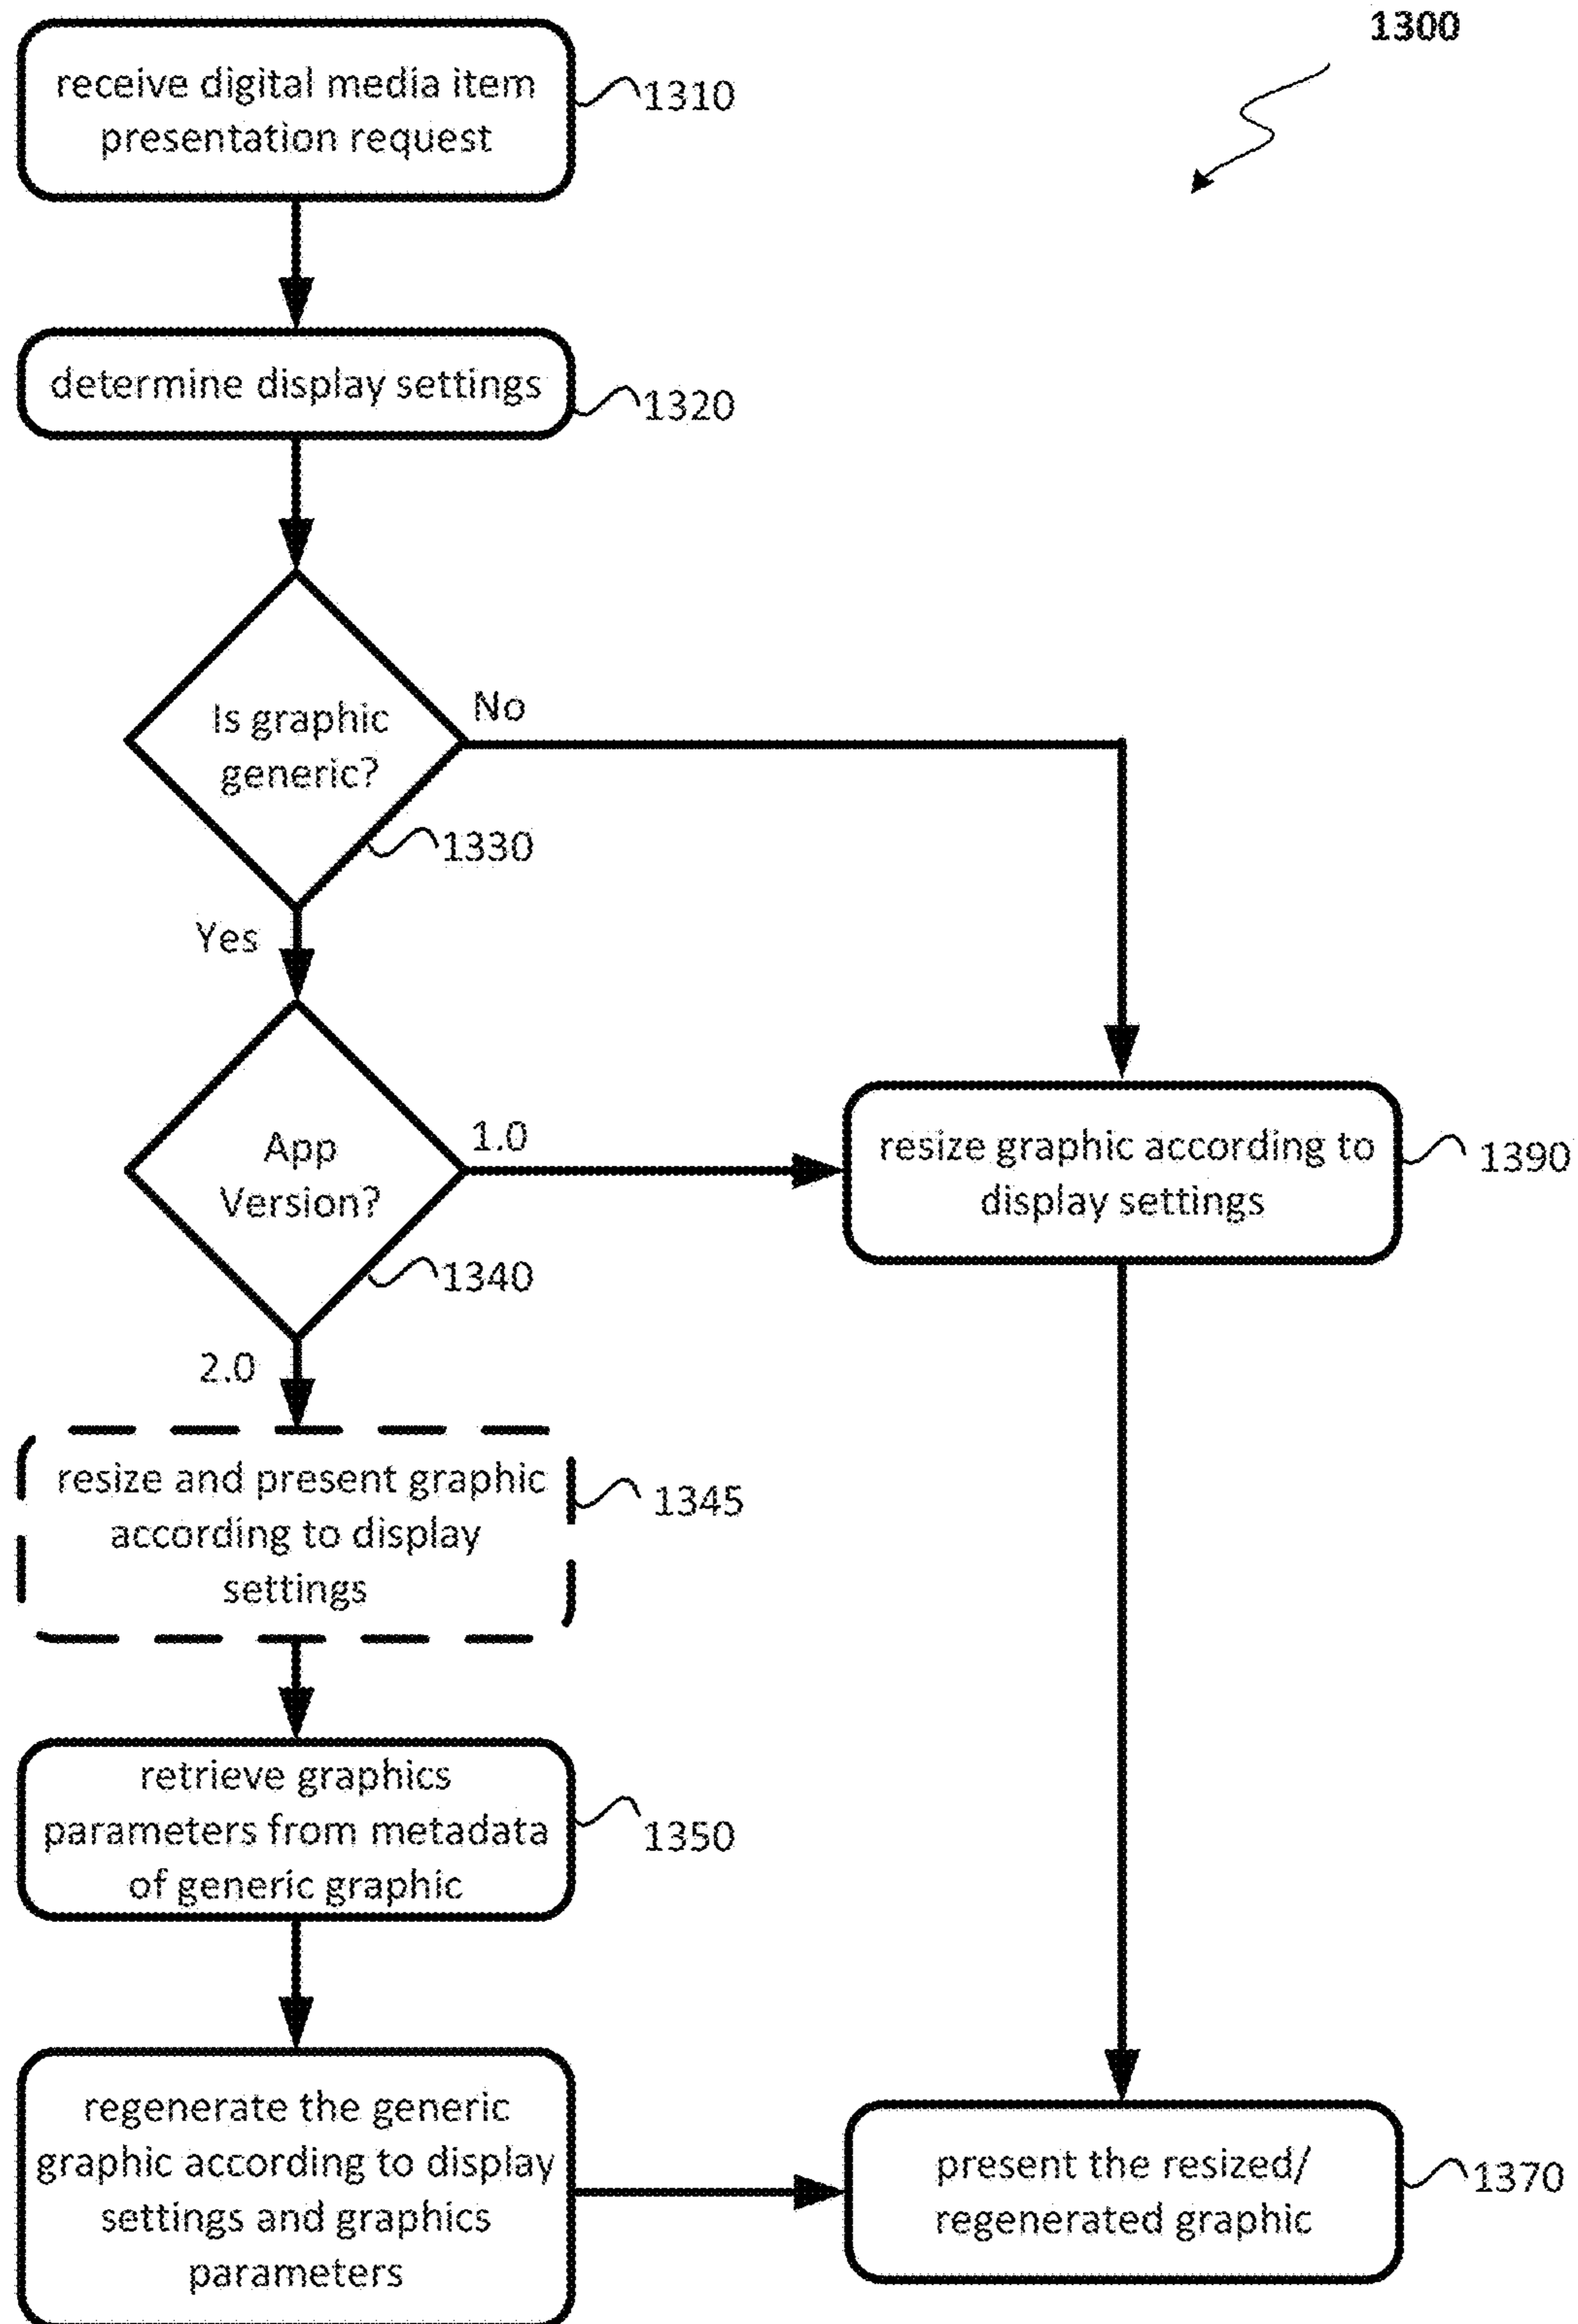 1300
receive digital media item
presentation request
1310
determine display settings
1320
Is graphic
generic?
No
1330
Yes
App
Version?
1.0
1340
2.0
resize graphic according to
display settings
1390
resize and present graphic
according to display
settings
1345
retrieve graphics
parameters from metadata
of generic graphic
1350
regenerate the generic
graphic according to display
settings and graphics
parameters
present the resized/
regenerated graphic
1370